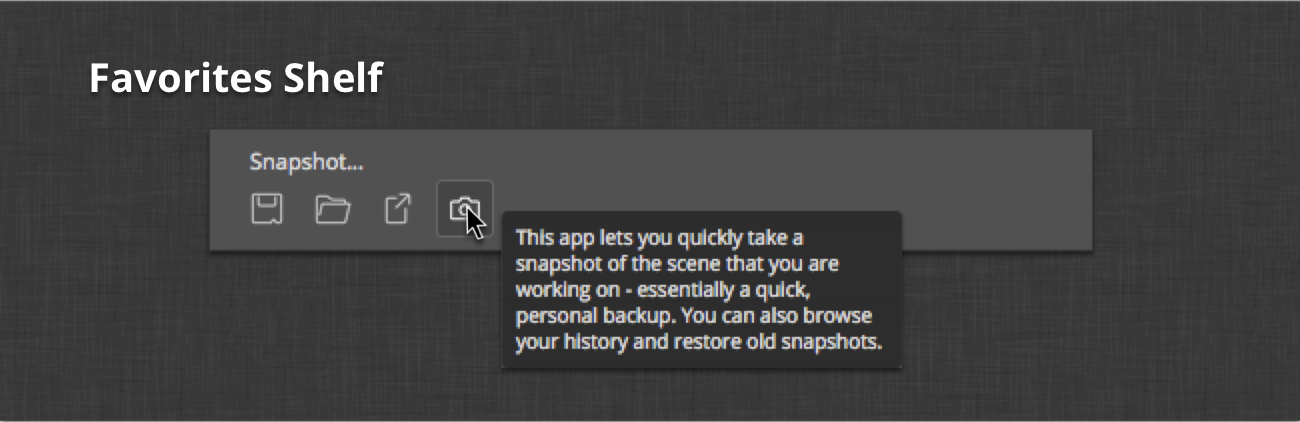 Favorites Shelf
Snapshot...
This app lets you quickly take a
snapshot of the scene that you are
working on - essentially a quick,
personal backup. You can also browse
your history and restore old snapshots.